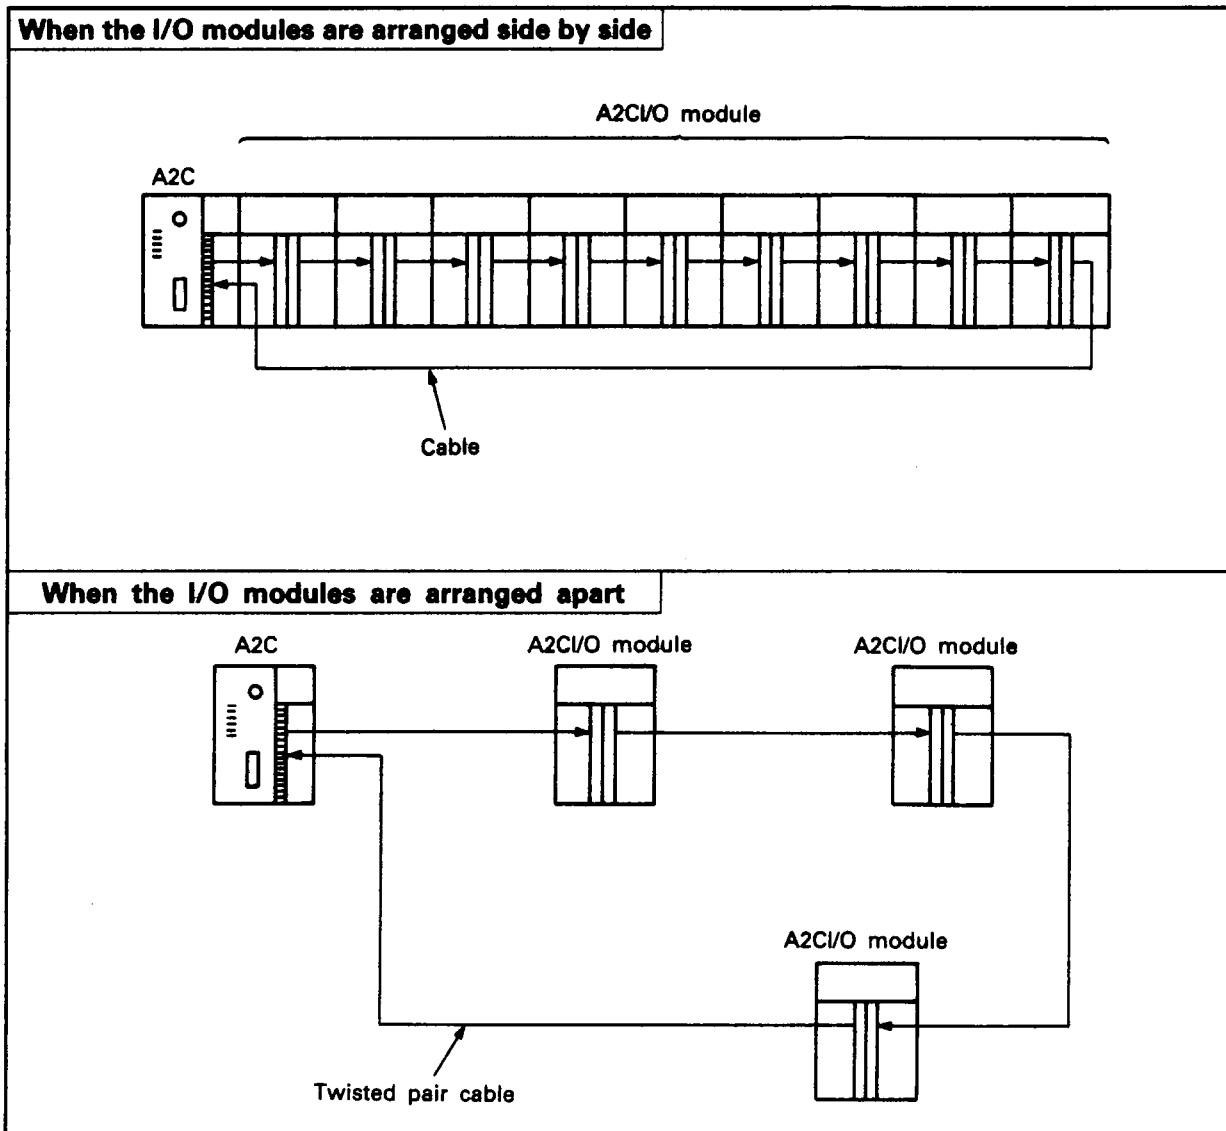 When the I/O modules are arranged side by side
A2CI/O module
A2C
Cable
When the I/O modules are arranged apart
A2C
A2CI/O module
A2CI/O module
A2CI/O module
Twisted pair cable